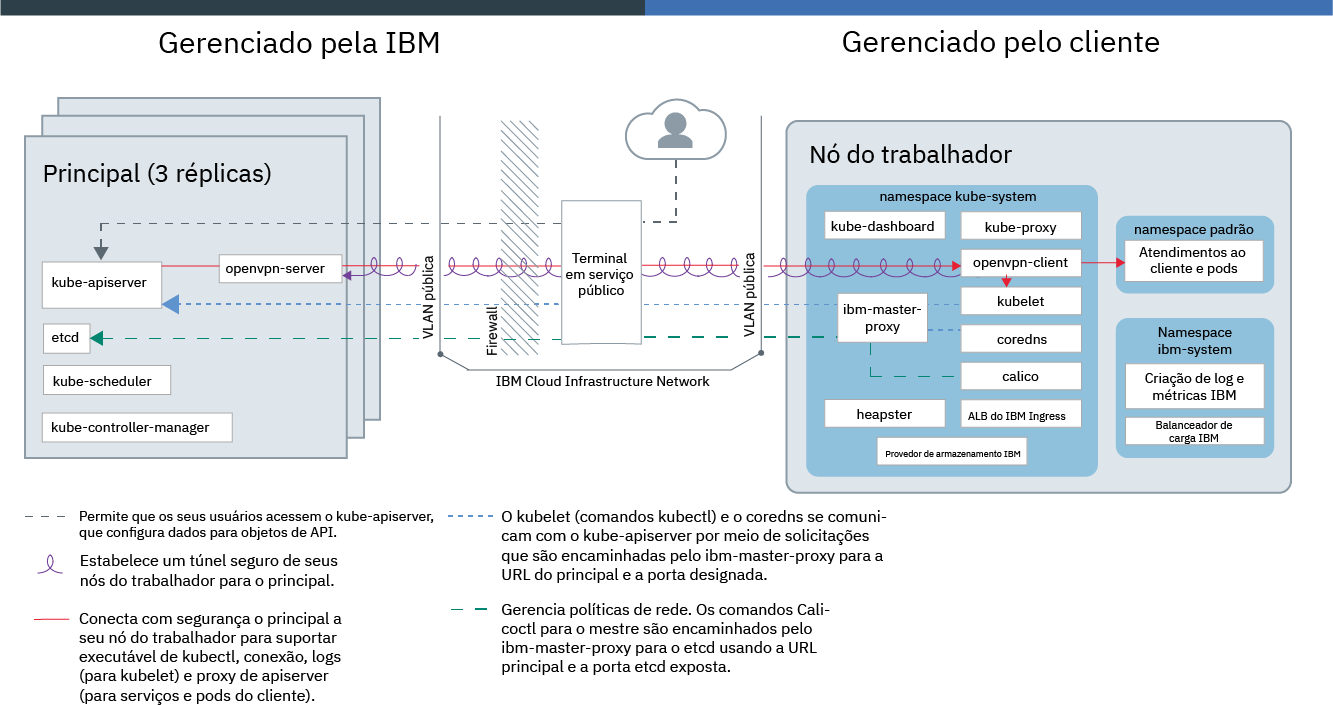 Gerenciado pela IBM
Gerenciado pelo cliente
Principal (3 réplicas)
kube-apiserver
openvpn-server
etcd
kube-scheduler
kube-controller-manager
VLAN pública
Firewall
Terminal
em serviço
público
VLAN pública
IBM Cloud Infrastructure Network
Nó do trabalhador
namespace kube-system
kube-dashboard
kube-proxy
openvpn-client
kubelet
ibm-master-
proxy
coredns
calico
heapster
ALB do IBM Ingress
Provedor de armazenamento IBM
namespace padrão
Atendimentos ao
cliente e pods
Namespace
ibm-system
Criação de log e
métricas IBM
Balanceador de
carga IBM
Permite que os seus usuários acessem o kube-apiserver,
que configura dados para objetos de API.
Estabelece um túnel seguro de seus
nós do trabalhador para o principal.
Conecta com segurança o principal a
seu nó do trabalhador para suportar
executável de kubectl, conexão, logs
(para kubelet) e proxy de apiserver
(para serviços e pods do cliente).
O kubelet (comandos kubectl) e o coredns se comuni-
cam com o kube-apiserver por meio de solicitações
que são encaminhadas pelo ibm-master-proxy para a
URL do principal e a porta designada.
Gerencia políticas de rede. Os comandos Cali-
coctl para o mestre são encaminhados pelo
ibm-master-proxy para o etcd usando a URL
principal e a porta etcd exposta.